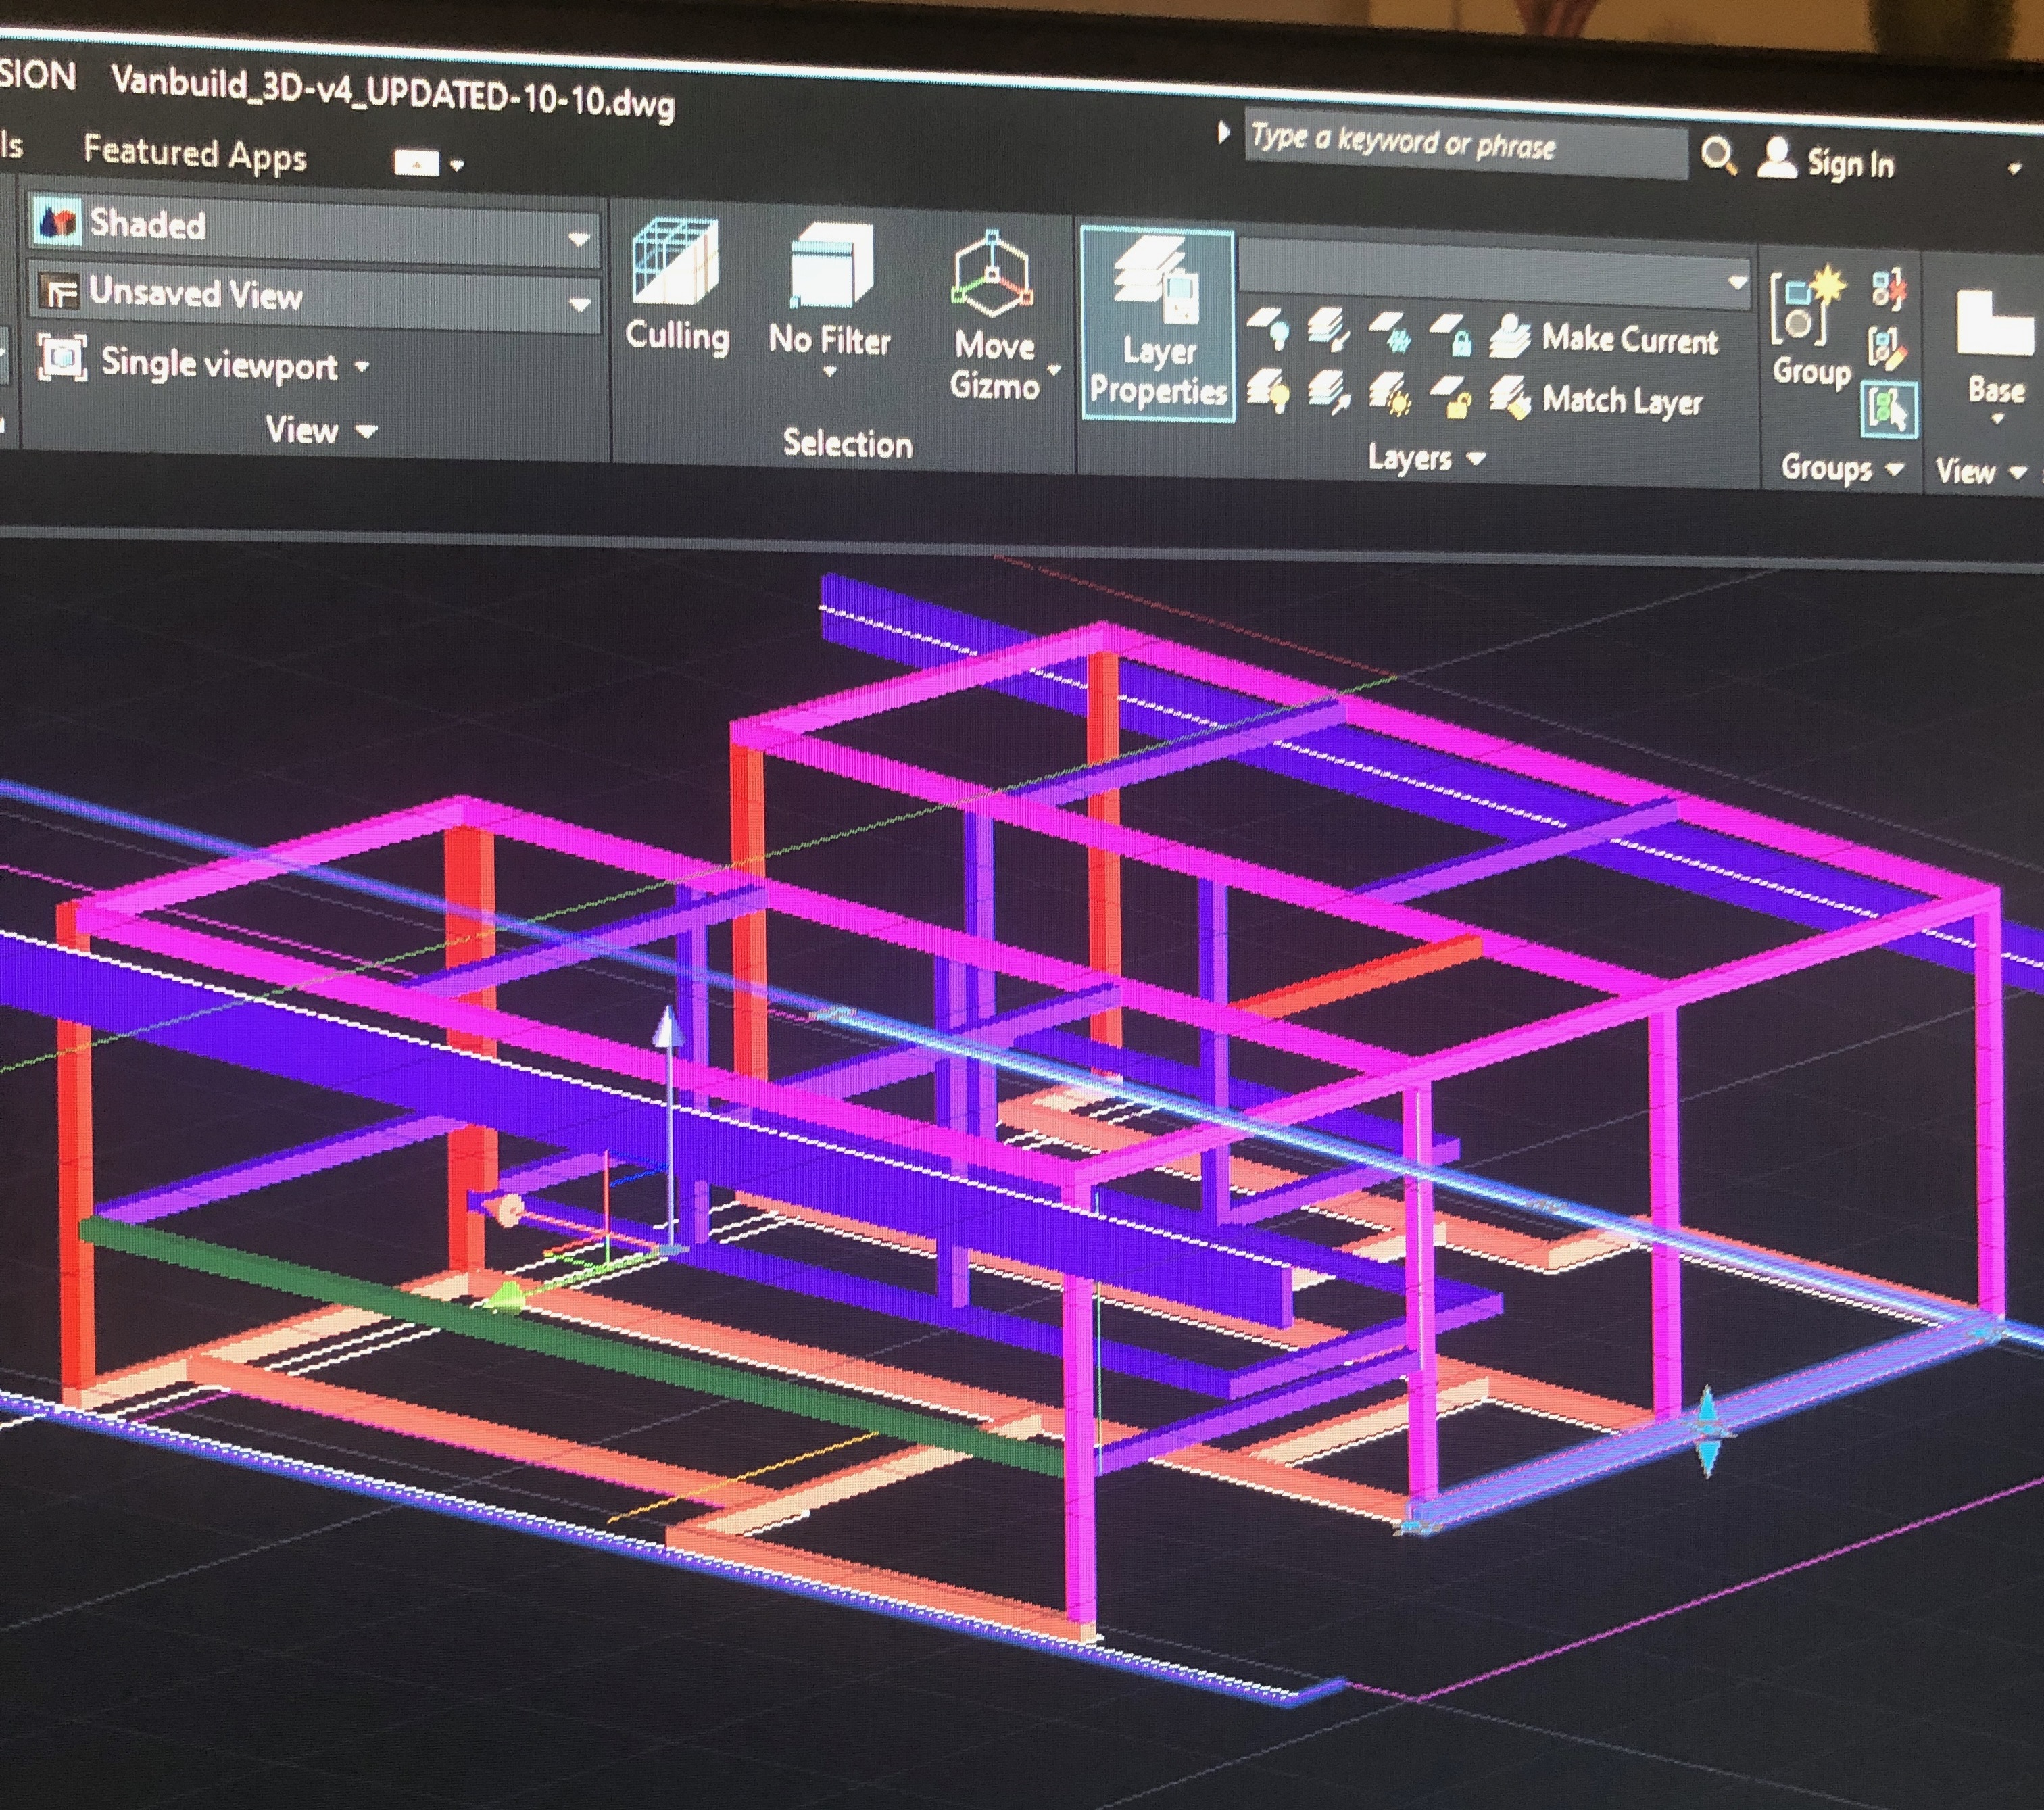 SION Vanbuild_3D-v4_UPDATED-10-10.dwg
Type a keyword or phrase
Sign In
ls Featured Apps
Shaded
Unsaved View
Single viewport
View
Culling
No Filter
Move
Gizmo
Selection
Layer
Properties
Make Current
Match Layer
Layers
Group
Groups
Base
View